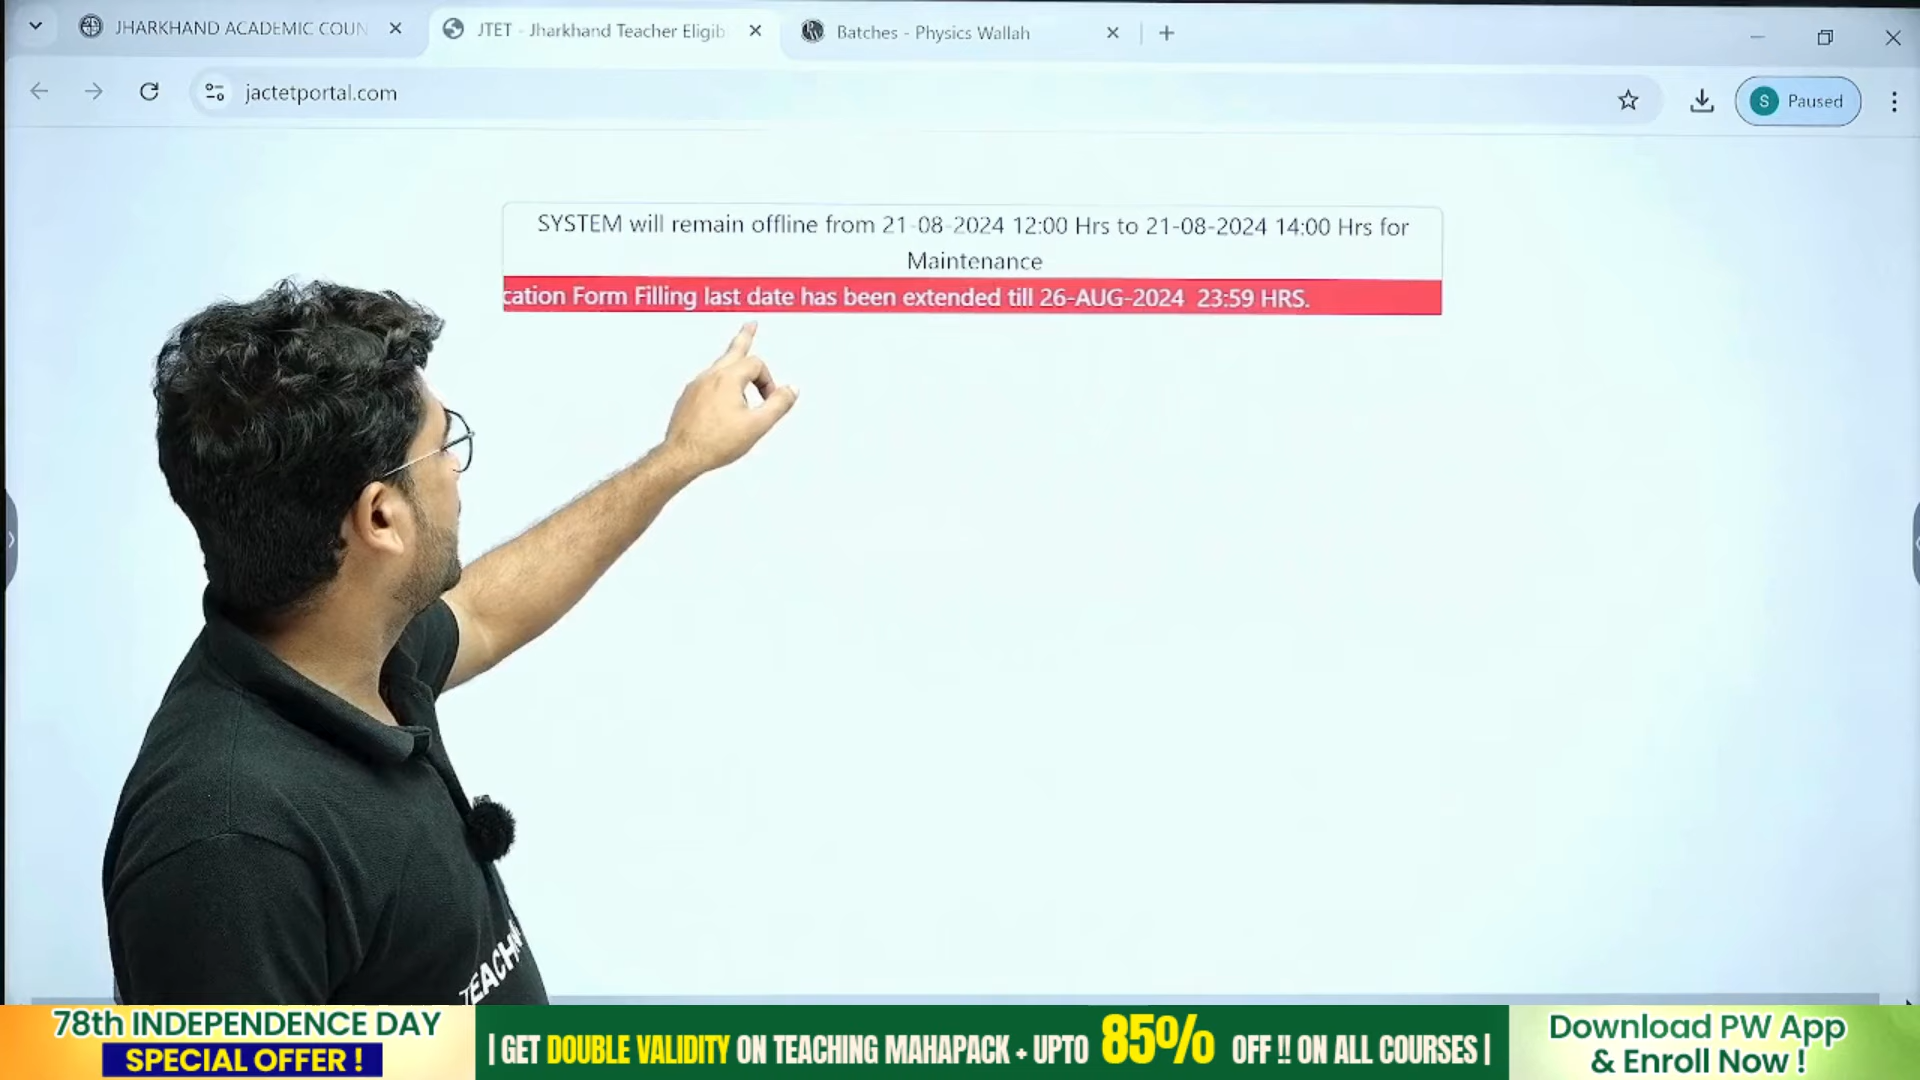 JHARKHAND ACADEMIC COUN
JTET - Jharkhand Teacher Eligib
Batches - Physics Wallah
jactetportal.com
S Paused
SYSTEM will remain offline from 21-08-2024 12:00 Hrs to 21-08-2024 14:00 Hrs for
Maintenance
cation Form Filling last date has been extended till 26-AUG-2024 23:59 HRS.
TEACHIN
78th INDEPENDENCE DAY
SPECIAL OFFER !
| GET DOUBLE VALIDITY ON TEACHING MAHAPACK + UPTO 85% OFF !! ON ALL COURSES |
Download PW App
& Enroll Now !